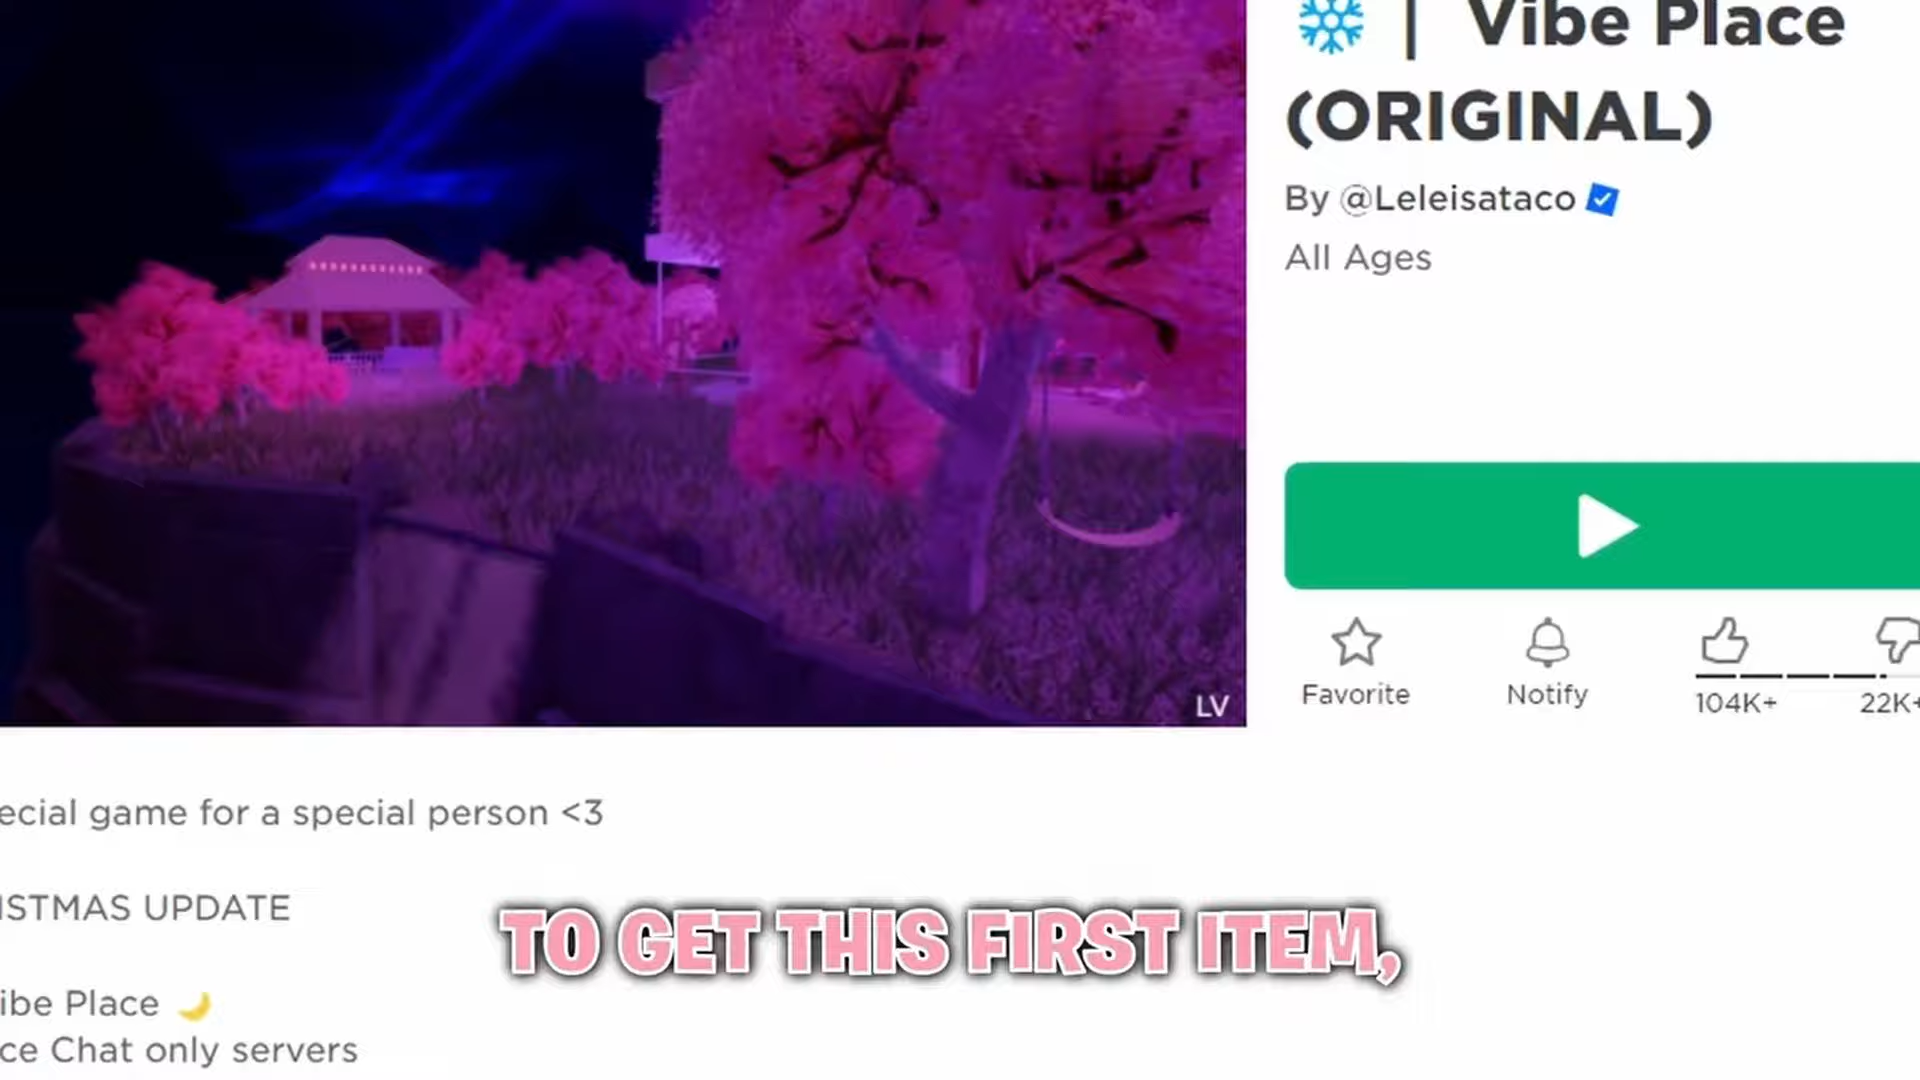 | Vibe Place
(ORIGINAL)
By @Leleisataco
All Ages
Favorite
Notify
104K+
22K+
LV
ecial game for a special person <3
ISTMAS UPDATE
TO GET THIS FIRST ITEM,
ibe Place 🌙
ce Chat only servers